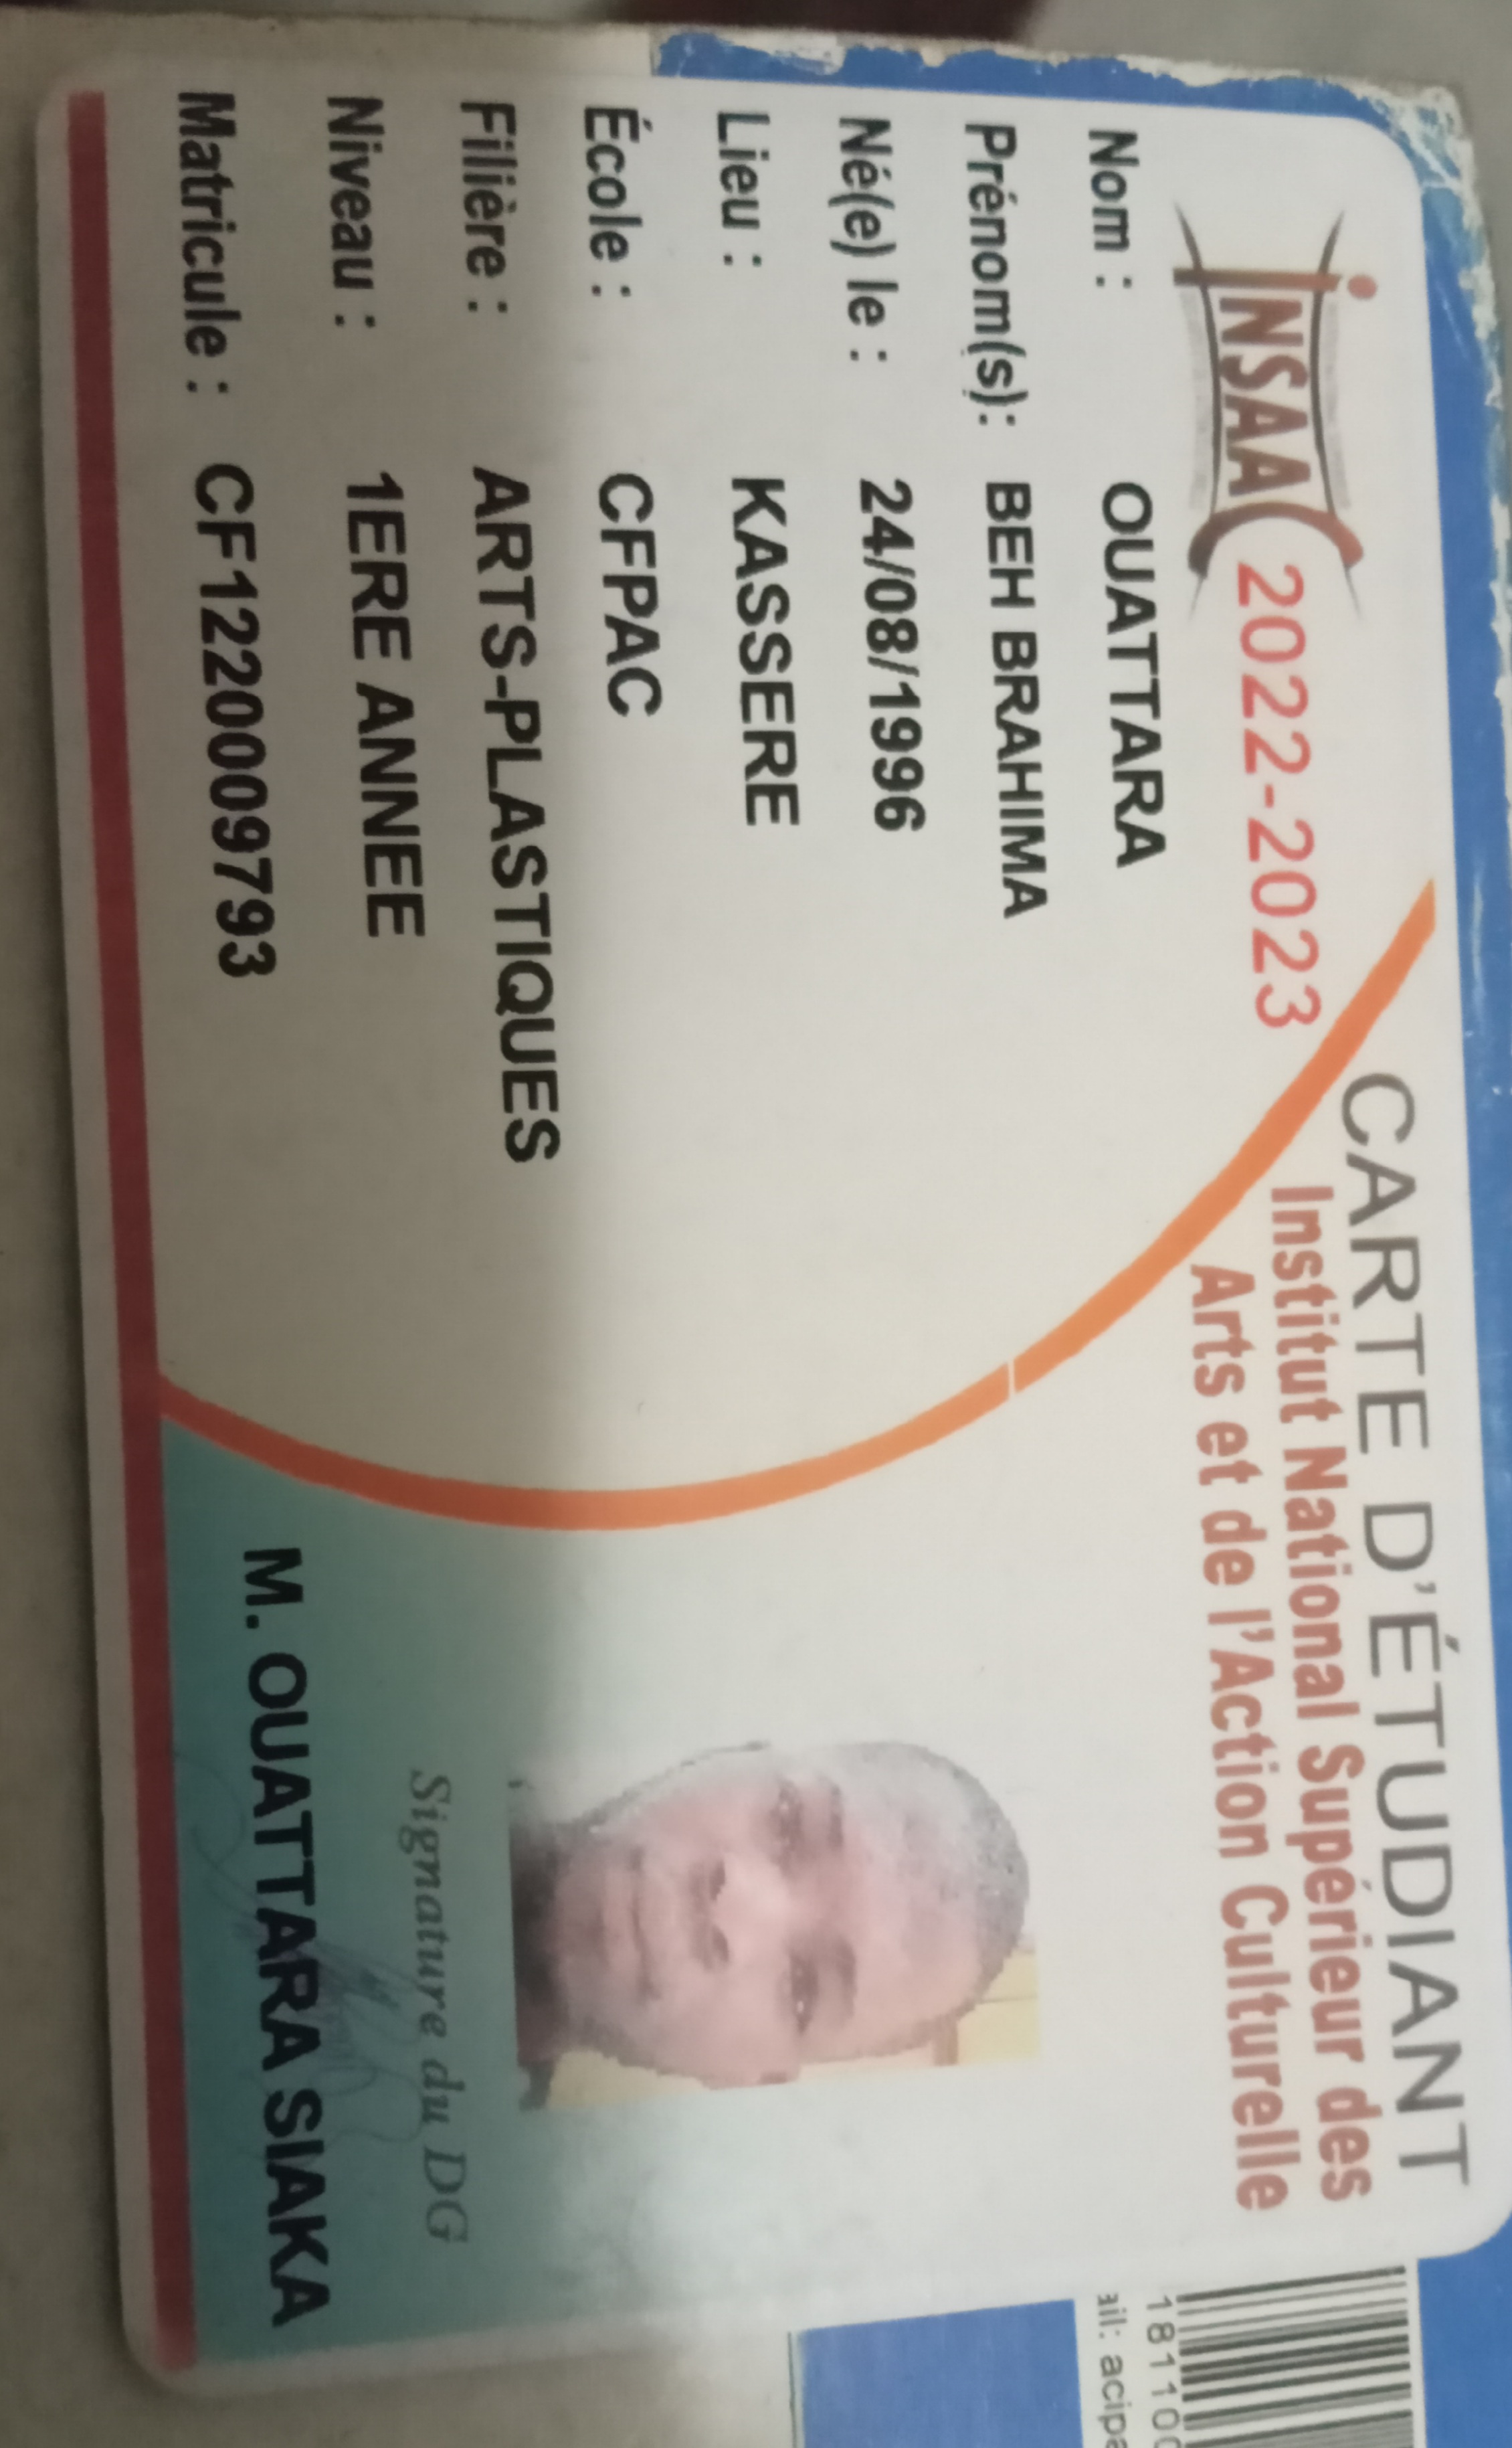 CARTE D'ÉTUDIANT
Institut National Supérieur des
Arts et de l'Action Culturelle
INSAAC 2022-2023
Nom : OUATTARA
Prénom(s): BEH BRAHIMA
Né(e) le : 24/08/1996
Lieu : KASSERE
École : CFPAC
Filière : ARTS-PLASTIQUES
Niveau : 1ERE ANNEE
Matricule : CF1220009793
Signature du DG
M. OUATTARA SIAKA
18110
ail: acipa